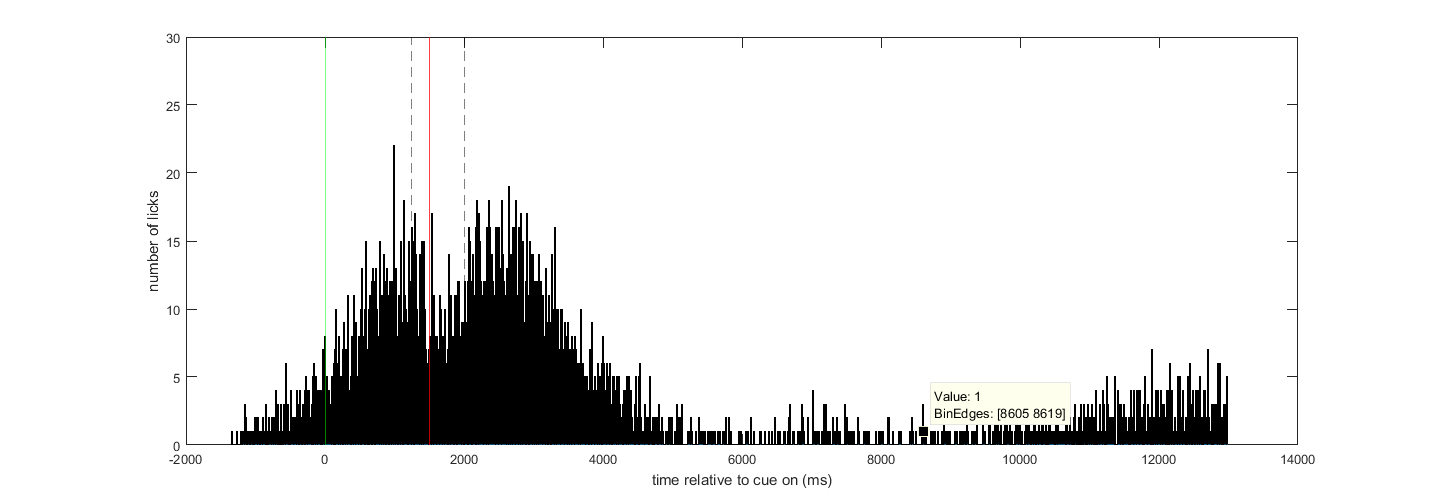 30
25
20
15
10
5
0
number of licks
Value: 1
BinEdges: [8605 8619]
-2000 0 2000 4000 6000 8000 10000 12000 14000
time relative to cue on (ms)